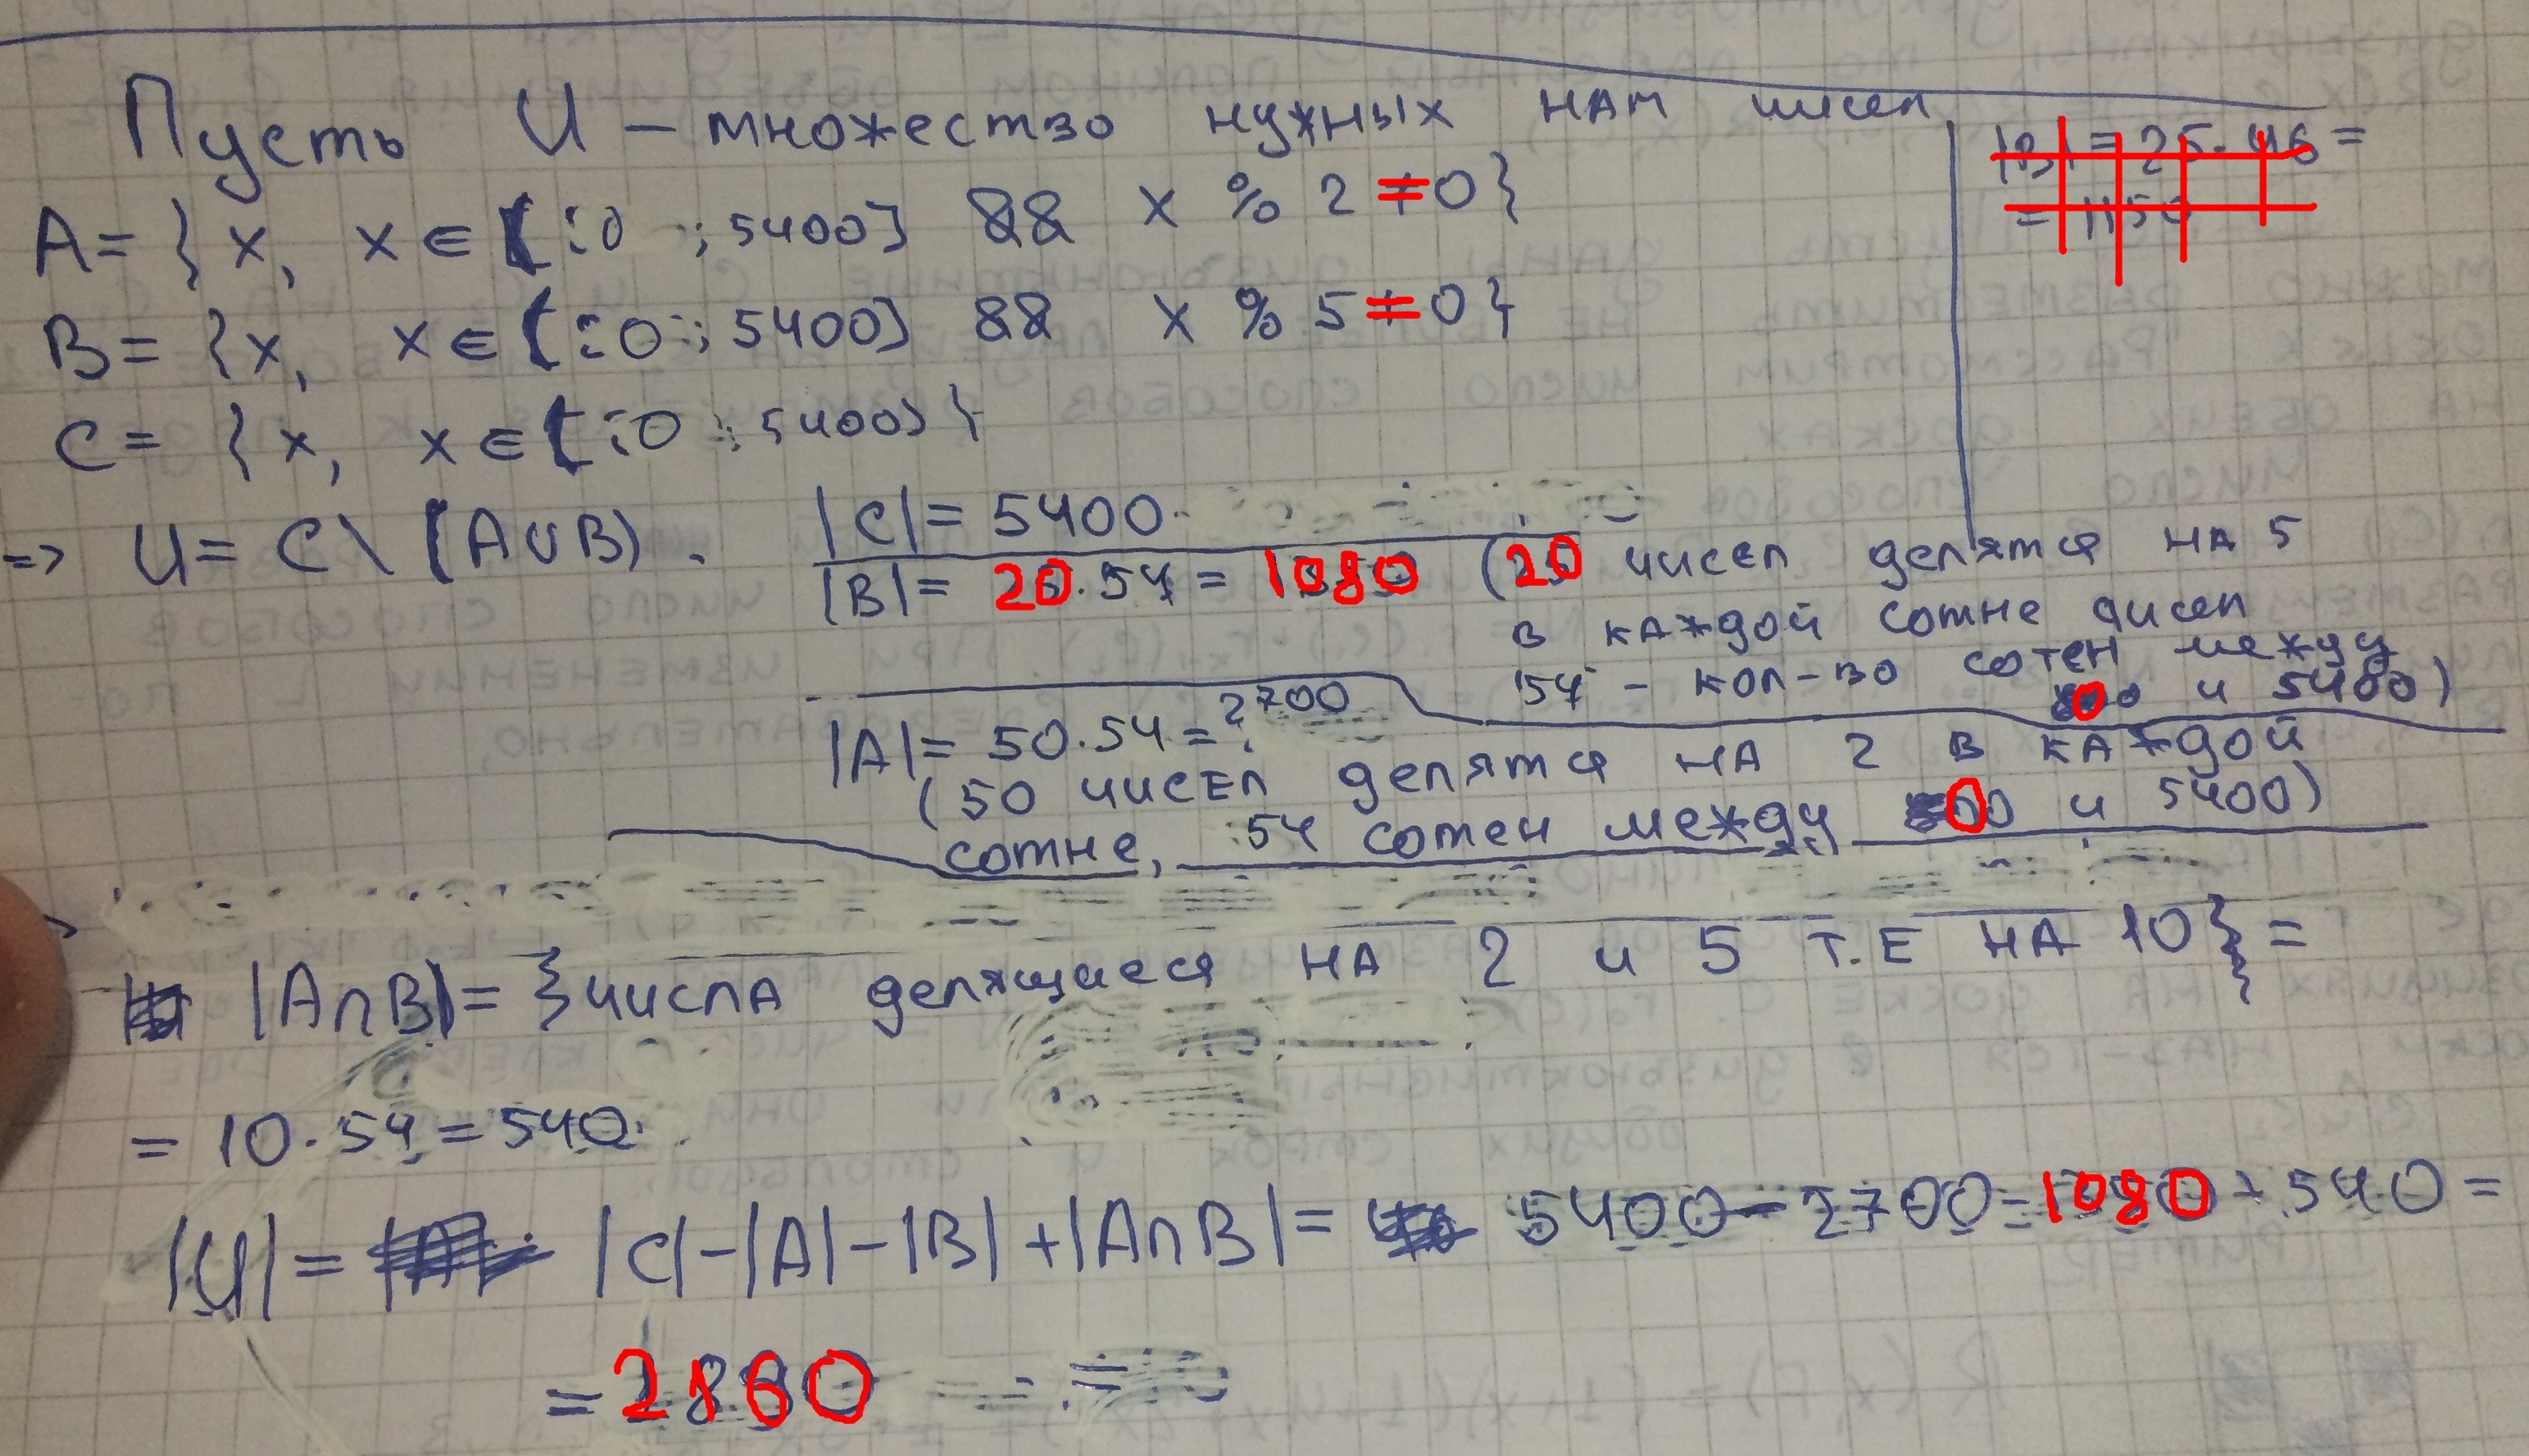 Пусть U — множество нужных нам чисел
A= {x, x ∈ [:0 ;5400] && x % 2 = 0}
B= {x, x ∈ [:0 ; 5400] && x % 5 = 0}
C= {x, x ∈ [:0 ; 5400] }
|B| = 25.46 =
= 1150
=> U= C \ (A∪B) .
|C|= 5400
|B|= 20.54 = 1080 (20 чисел делятся на 5
в каждой сотне чисел
54 - кол-во сотен между
0 и 5400)
|A|= 50.54 = 2700
(50 чисел делятся на 2 в каждой
сотне, 54 сотен между 0 и 5400)
|A∩B|= {числа делящиеся на 2 и 5 т.е на 10} =
= 10.54 = 540
|U|= |C|-|A|-|B|+|A∩B|= 5400-2700-1080+540=
= 2160